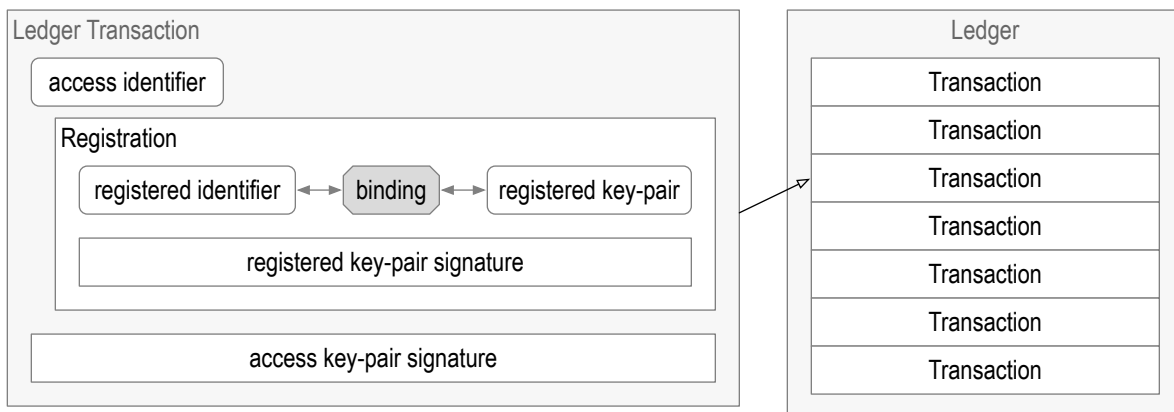 Ledger Transaction
access identifier
Registration
registered identifier
binding
registered key-pair
registered key-pair signature
access key-pair signature
Ledger
Transaction
Transaction
Transaction
Transaction
Transaction
Transaction
Transaction